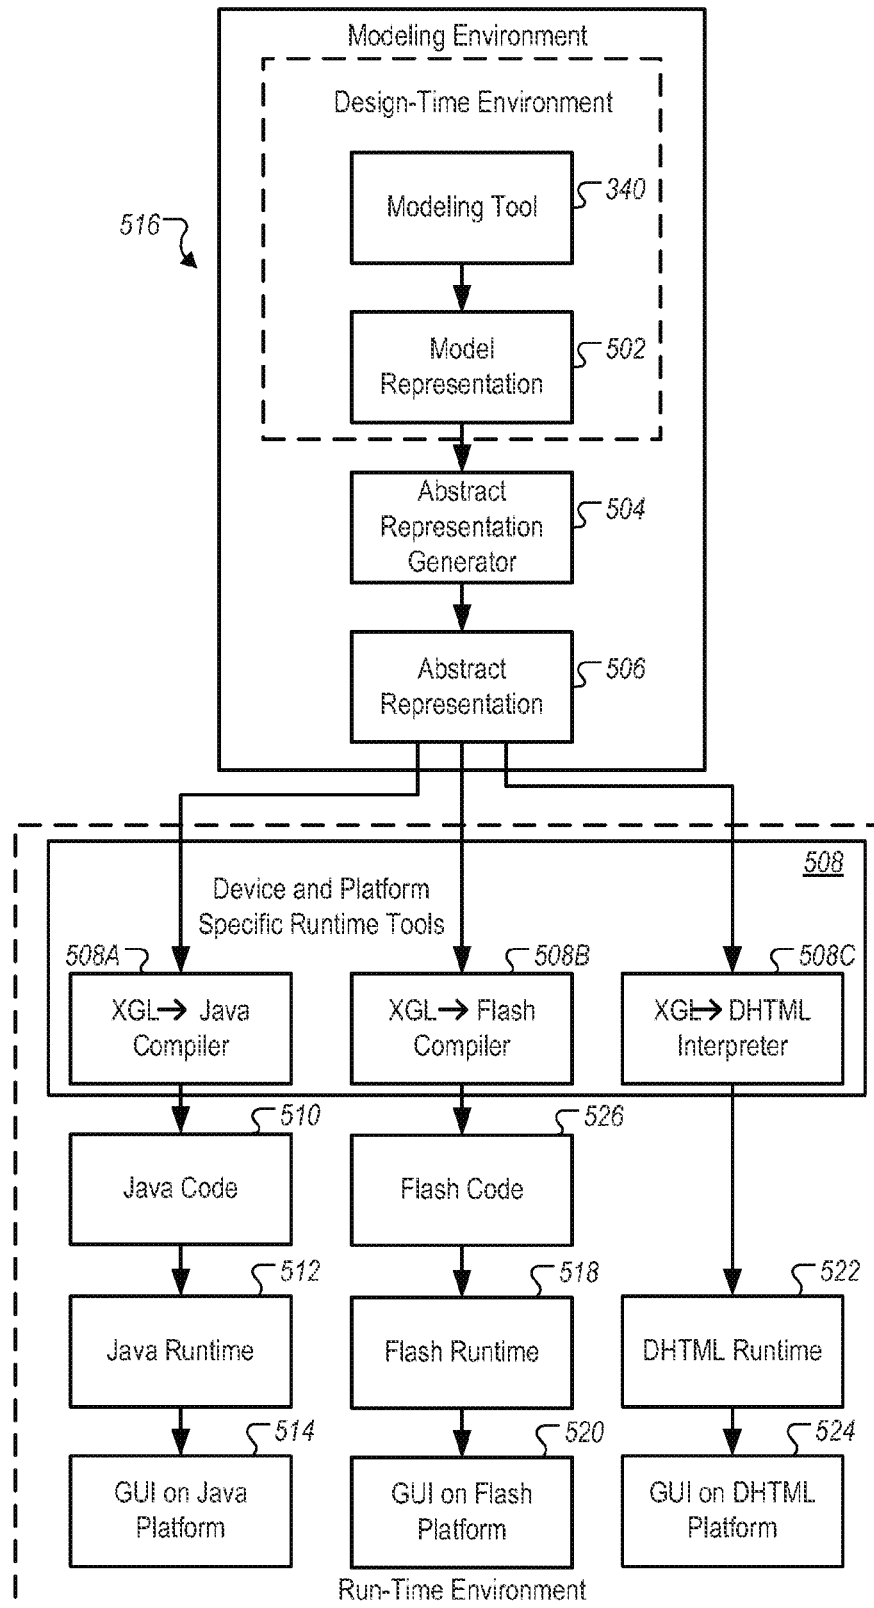 Modeling Environment
Design-Time Environment
516
Modeling Tool
340
Model
Representation
502
Abstract
Representation
Generator
504
Abstract
Representation
506
508
Device and Platform
Specific Runtime Tools
508A
XGL→ Java
Compiler
508B
XGL→ Flash
Compiler
508C
XGL→ DHTML
Interpreter
510
Java Code
526
Flash Code
512
Java Runtime
518
Flash Runtime
522
DHTML Runtime
514
GUI on Java
Platform
520
GUI on Flash
Platform
524
GUI on DHTML
Platform
Run-Time Environment